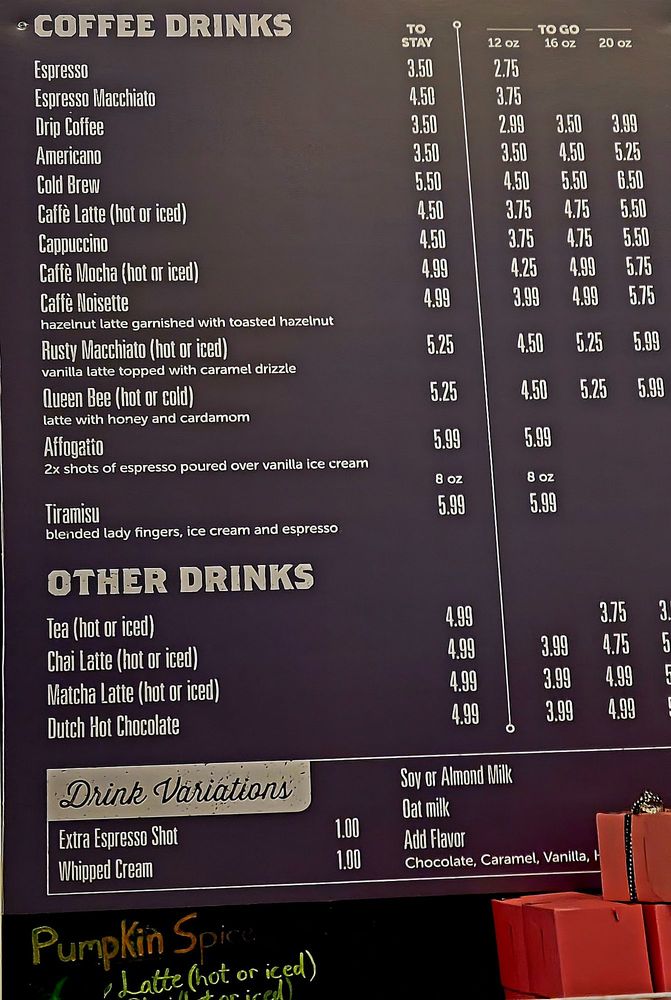 COFFEE DRINKS
TO STAY
TO GO
12 oz 16 oz 20 oz
Espresso 3.50 2.75
Espresso Macchiato 4.50 3.75
Drip Coffee 3.50 2.99 3.50 3.99
Americano 3.50 3.50 4.50 5.25
Cold Brew 5.50 4.50 5.50 6.50
Caffè Latte (hot or iced) 4.50 3.75 4.75 5.50
Cappuccino 4.50 3.75 4.75 5.50
Caffè Mocha (hot or iced) 4.99 4.25 4.99 5.75
Caffè Noisette 4.99 3.99 4.99 5.75
hazelnut latte garnished with toasted hazelnut
Rusty Macchiato (hot or iced) 5.25 4.50 5.25 5.99
vanilla latte topped with caramel drizzle
Queen Bee (hot or cold) 5.25 4.50 5.25 5.99
latte with honey and cardamom
Affogatto 5.99 5.99
2x shots of espresso poured over vanilla ice cream
8 oz 8 oz
Tiramisu 5.99 5.99
blended lady fingers, ice cream and espresso
OTHER DRINKS
Tea (hot or iced) 4.99 3.75
Chai Latte (hot or iced) 4.99 3.99 4.75
Matcha Latte (hot or iced) 4.99 3.99 4.99
Dutch Hot Chocolate 4.99 3.99 4.99
Drink Variations
Extra Espresso Shot 1.00
Whipped Cream 1.00
Soy or Almond Milk
Oat milk
Add Flavor
Chocolate, Caramel, Vanilla,
Pumpkin Spice
Latte (hot or iced)